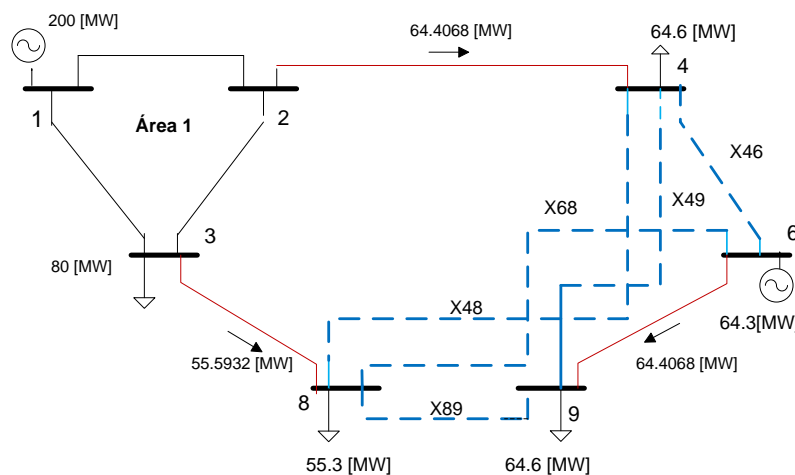 200 [MW]
64.4068 [MW]
64.6 [MW]
4
1
Área 1
2
X46
X49
X68
3
6
80 [MW]
X48
64.3[MW]
55.5932 [MW]
64.4068 [MW]
8
X89
9
55.3 [MW]
64.6 [MW]